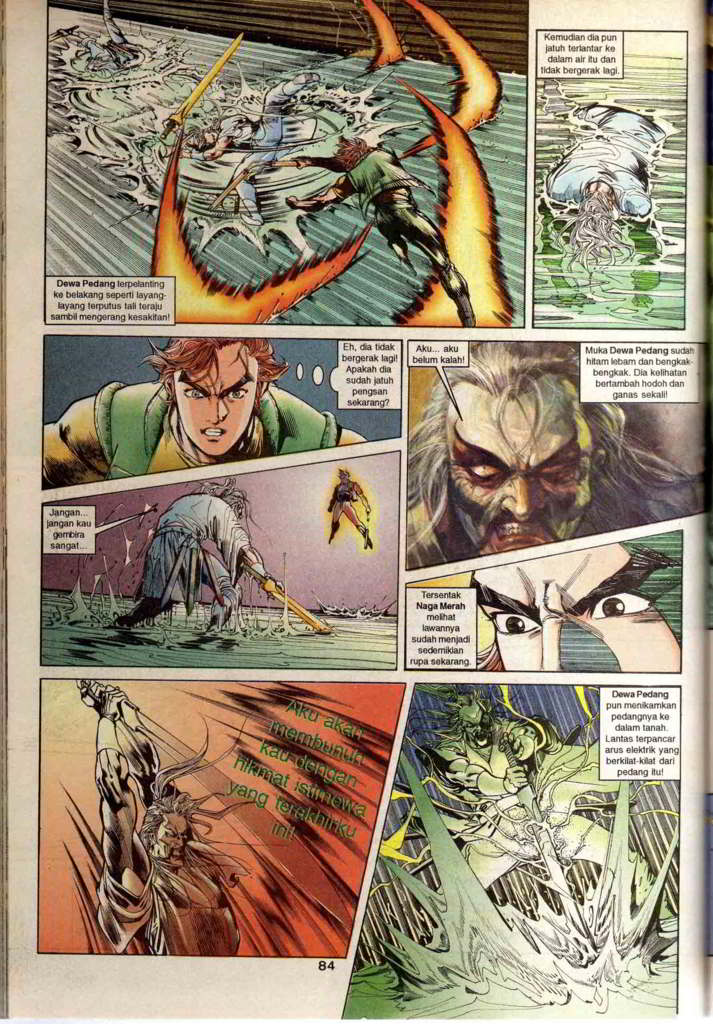 Dewa Pedang terpelanting
ke belakang seperti layang-
layang terputus tali teraju
sambil mengerang kesakitan!
Kemudian dia pun
jatuh terlantar ke
dalam air itu dan
tidak bergerak lagi.
Eh, dia tidak
bergerak lagi!
Apakah dia
sudah jatuh
pengsan
sekarang?
Aku... aku
belum kalah!
Muka Dewa Pedang sudah
hitam lebam dan bengkak-
bengkak. Dia kelihatan
bertambah hodoh dan
ganas sekali!
Jangan...
jangan kau
gembira
sangat...
Tersentak
Naga Merah
melihat
lawannya
sudah menjadi
sedemikian
rupa sekarang.
Aku akan
membunuh
kau dengan
hikmat istimewa
yang terakhirku
ini!
Dewa Pedang
pun menikamkan
pedangnya ke
dalam tanah.
Lantas terpancar
arus elektrik yang
berkilat-kilat dari
pedang itu!
84